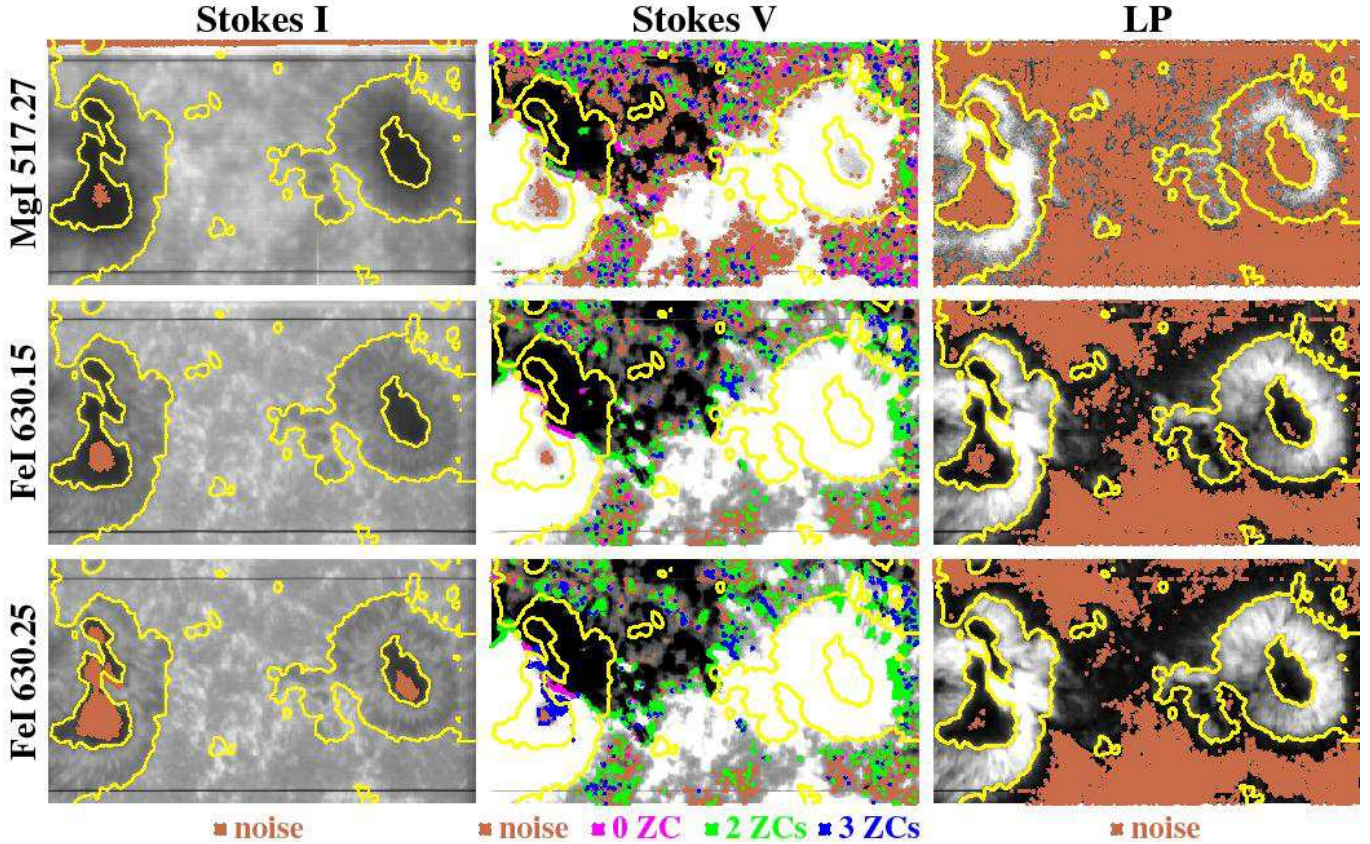 Stokes I
Stokes V
LP
MgI 517.27
FeI 630.15
FeI 630.25
noise
noise 0 ZC 2 ZCs 3 ZCs
noise